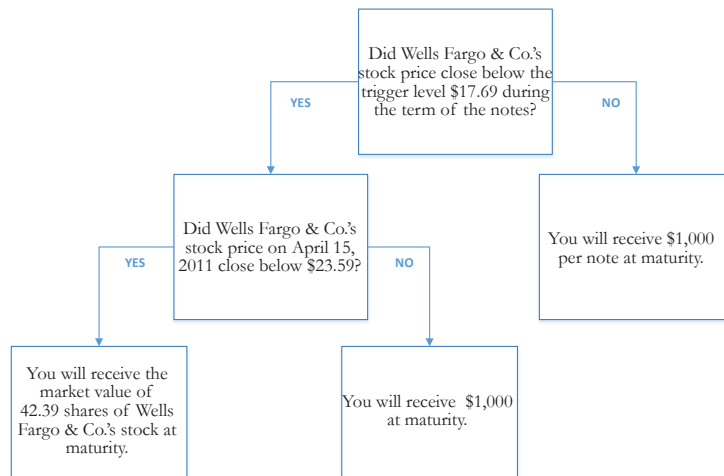 Did Wells Fargo & Co.'s
stock price close below the
trigger level $17.69 during
the term of the notes?
YES
NO
Did Wells Fargo & Co.'s
stock price on April 15,
2011 close below $23.59?
You will receive $1,000
per note at maturity.
YES
NO
You will receive the
market value of
42.39 shares of Wells
Fargo & Co.'s stock at
maturity.
You will receive $1,000
at maturity.